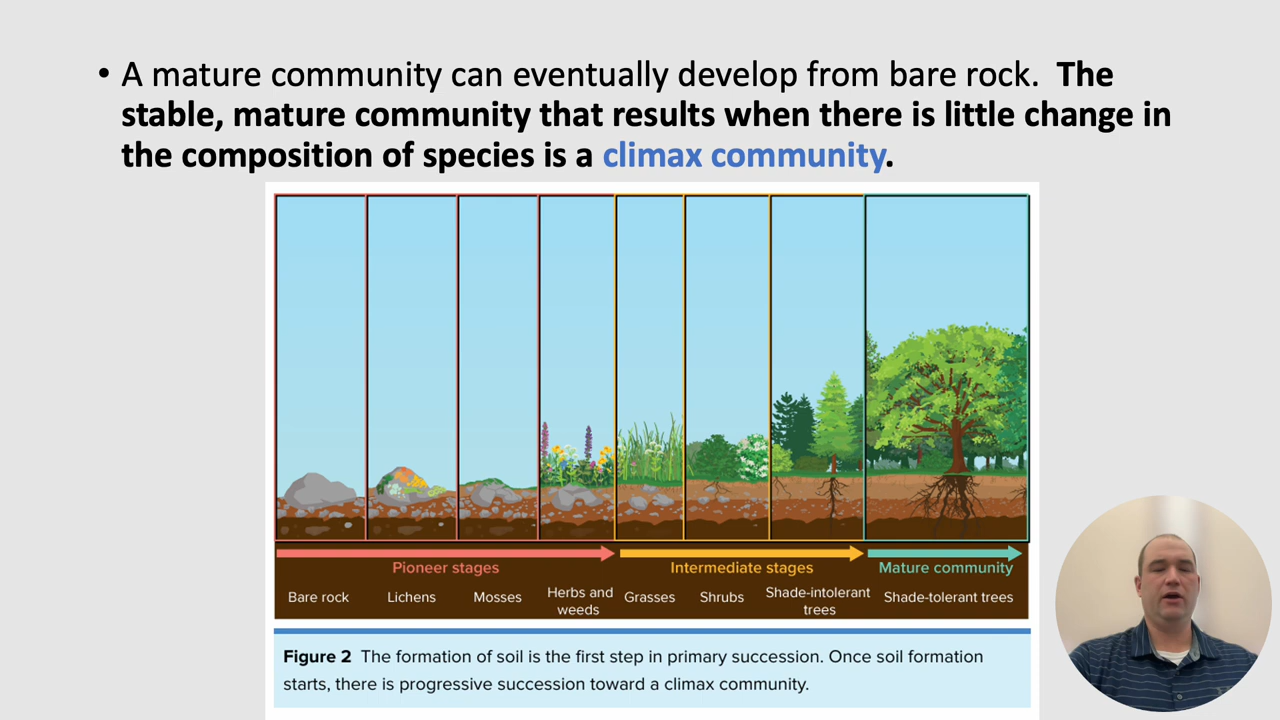 • A mature community can eventually develop from bare rock. The
stable, mature community that results when there is little change in
the composition of species is a climax community.
Pioneer stages
Intermediate stages
Mature community
Bare rock
Lichens
Mosses
Herbs and
weeds
Grasses
Shrubs
Shade-intolerant
trees
Shade-tolerant trees
Figure 2 The formation of soil is the first step in primary succession. Once soil formation
starts, there is progressive succession toward a climax community.